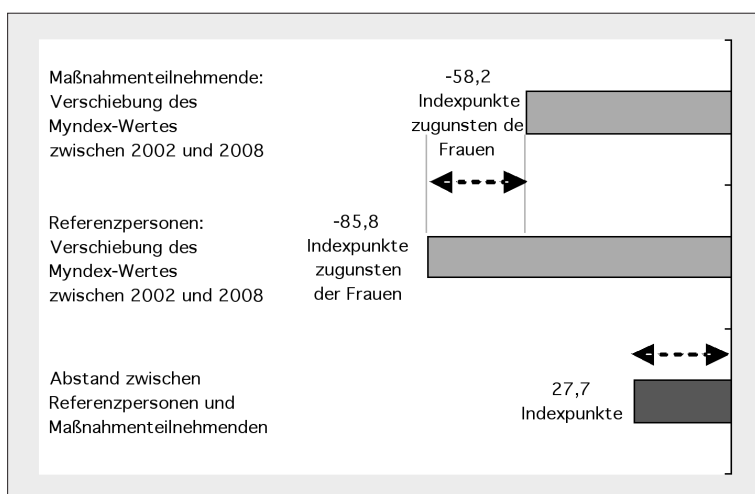 Maßnahmenteilnehmende:
Verschiebung des
Myndex-Wertes
zwischen 2002 und 2008
-58,2
Indexpunkte
zugunsten de
Frauen
Referenzpersonen:
Verschiebung des
Myndex-Wertes
zwischen 2002 und 2008
-85,8
Indexpunkte
zugunsten
der Frauen
Abstand zwischen
Referenzpersonen und
Maßnahmenteilnehmenden
27,7
Indexpunkte